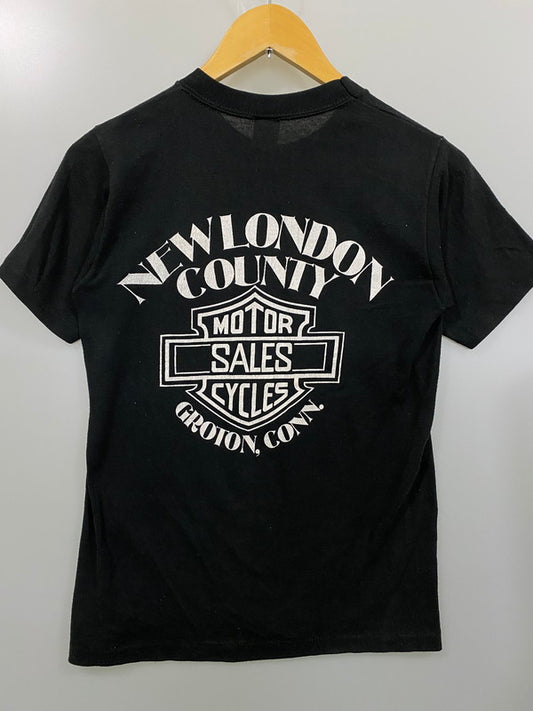 NEW LONDON
COUNTY
MOTOR
SALES
CYCLES
GROTON, CONN.